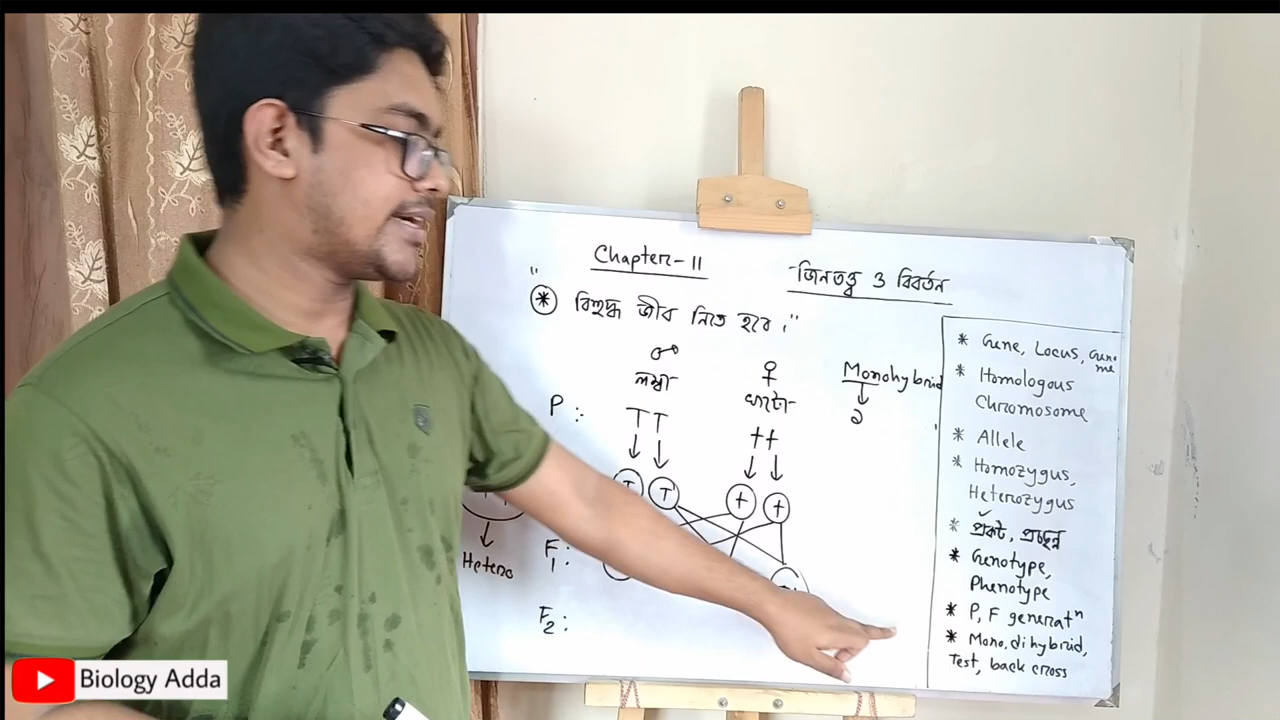 Chapter-11
জিনতত্ত্ব ও বিবর্তন
" * বিশুদ্ধ জীব নিতে হবে।"
♂ ♀
লম্বা খাটো
P : TT tt
T T t t
Monohybrid
১
Hetero
F1 :
F2 :
* Gene, Locus, Genome
* Homologous
Chromosome
* Allele
* Homozygus,
Heterozygus
* প্রকট, প্রচ্ছন্ন
* Genotype,
Phenotype
* P, F generatn
* Mono, dihybrid,
Test, back cross
Biology Adda